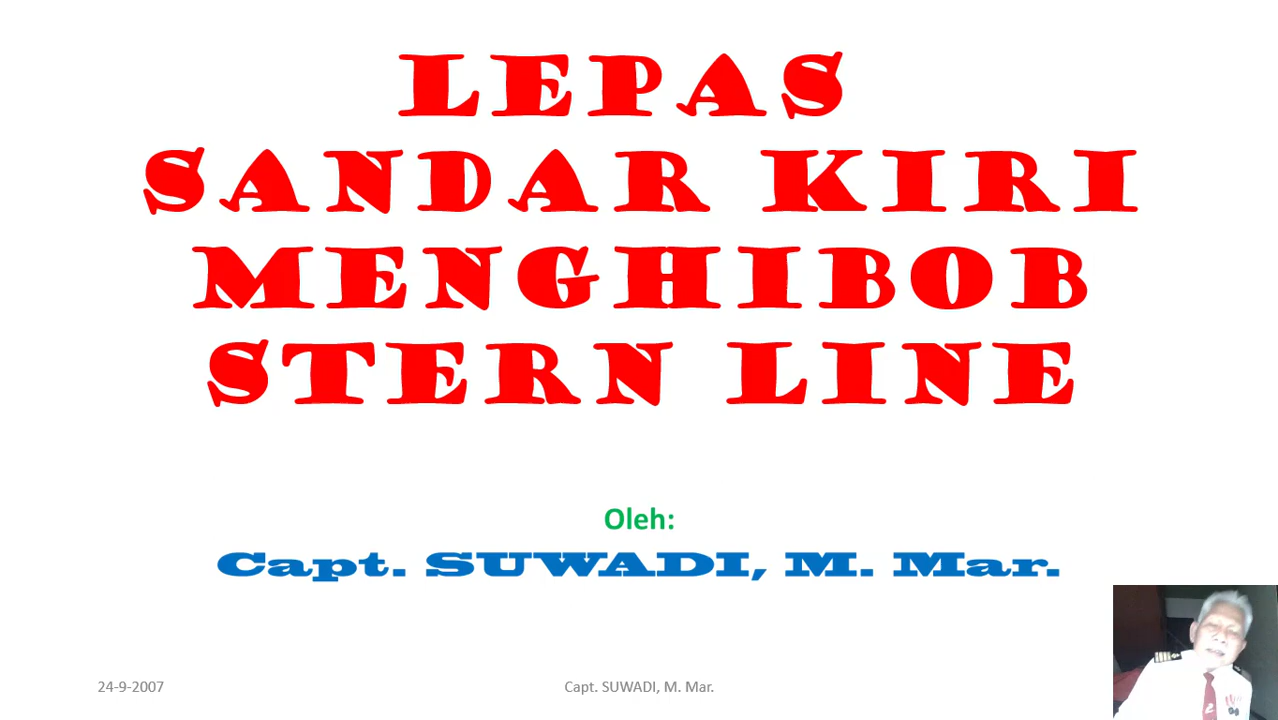 LEPAS
SANDAR KIRI
MENGHIBOB
STERN LINE
Oleh:
Capt. SUWADI, M. Mar.
24-9-2007
Capt. SUWADI, M. Mar.